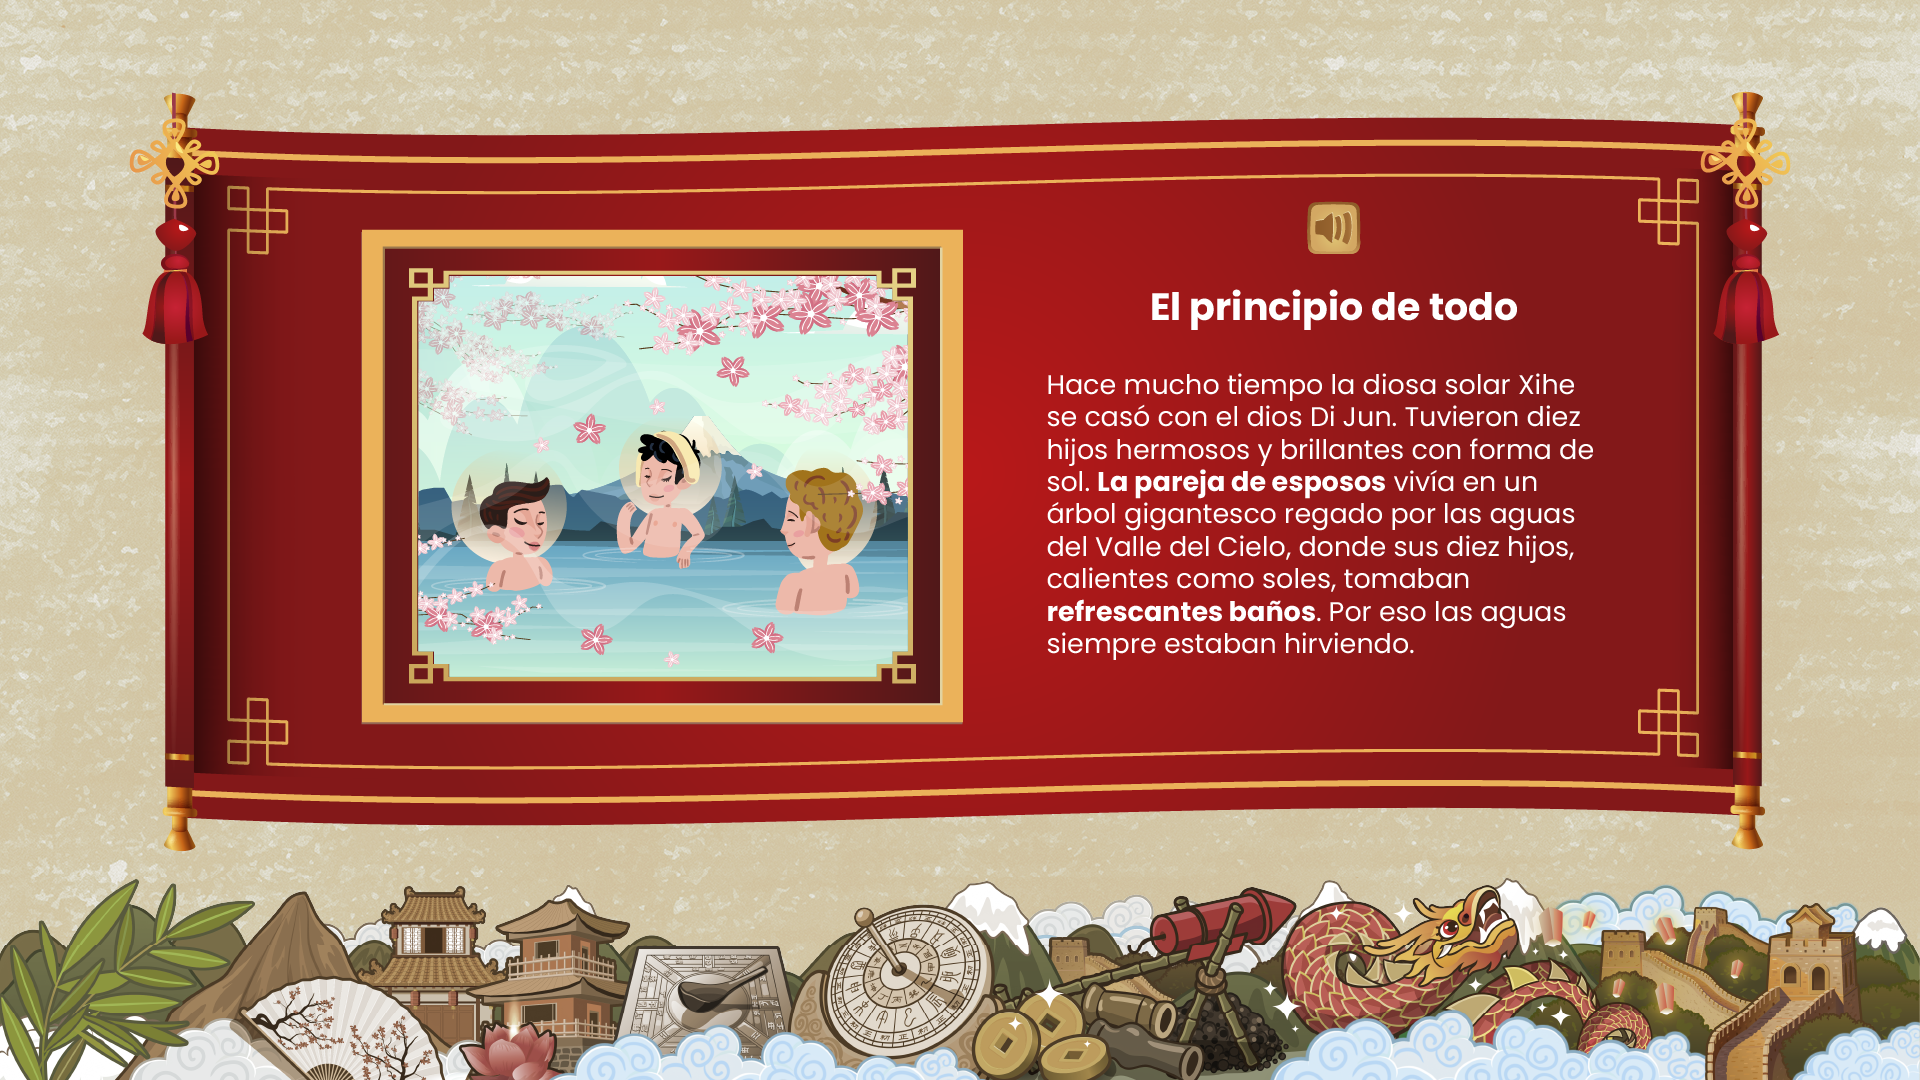 El principio de todo
Hace mucho tiempo la diosa solar Xihe
se casó con el dios Di Jun. Tuvieron diez
hijos hermosos y brillantes con forma de
sol. La pareja de esposos vivía en un
árbol gigantesco regado por las aguas
del Valle del Cielo, donde sus diez hijos,
calientes como soles, tomaban
refrescantes baños. Por eso las aguas
siempre estaban hirviendo.